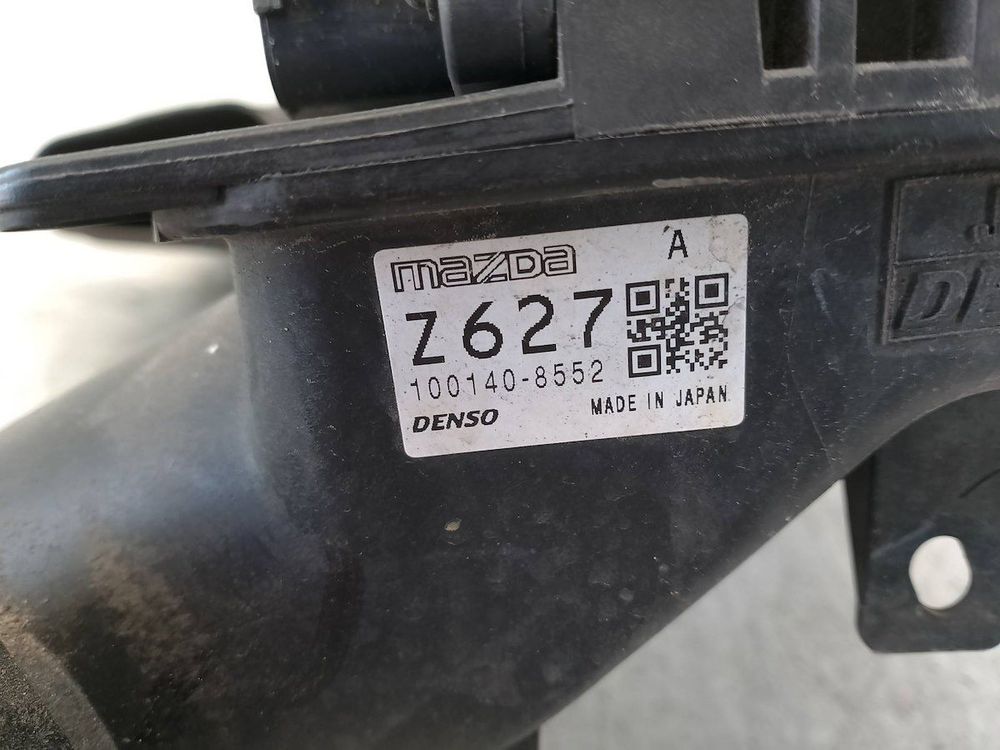 mazda
A
Z627
100140-8552
DENSO
MADE IN JAPAN